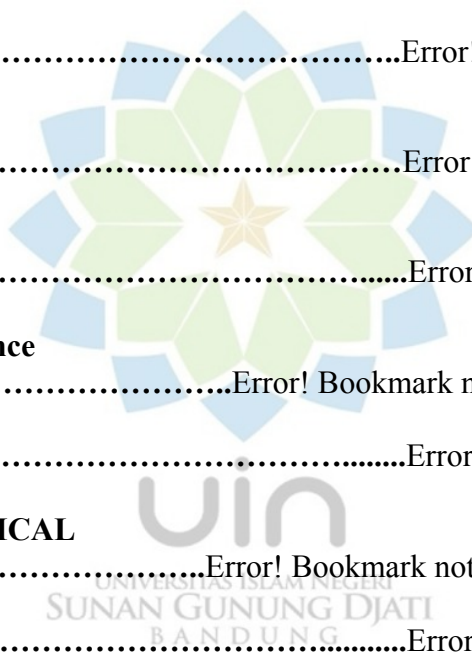 ……………………………………..Error!
…………………………………….Error
……………………………………......Error
nce
……………………..Error! Bookmark n
………………………………….........Error
ICAL
…………………..Error! Bookmark not
uin
UNIVERSITAS ISLAM NEGERI
SUNAN GUNUNG DJATI
BANDUNG
………………………………...........Error